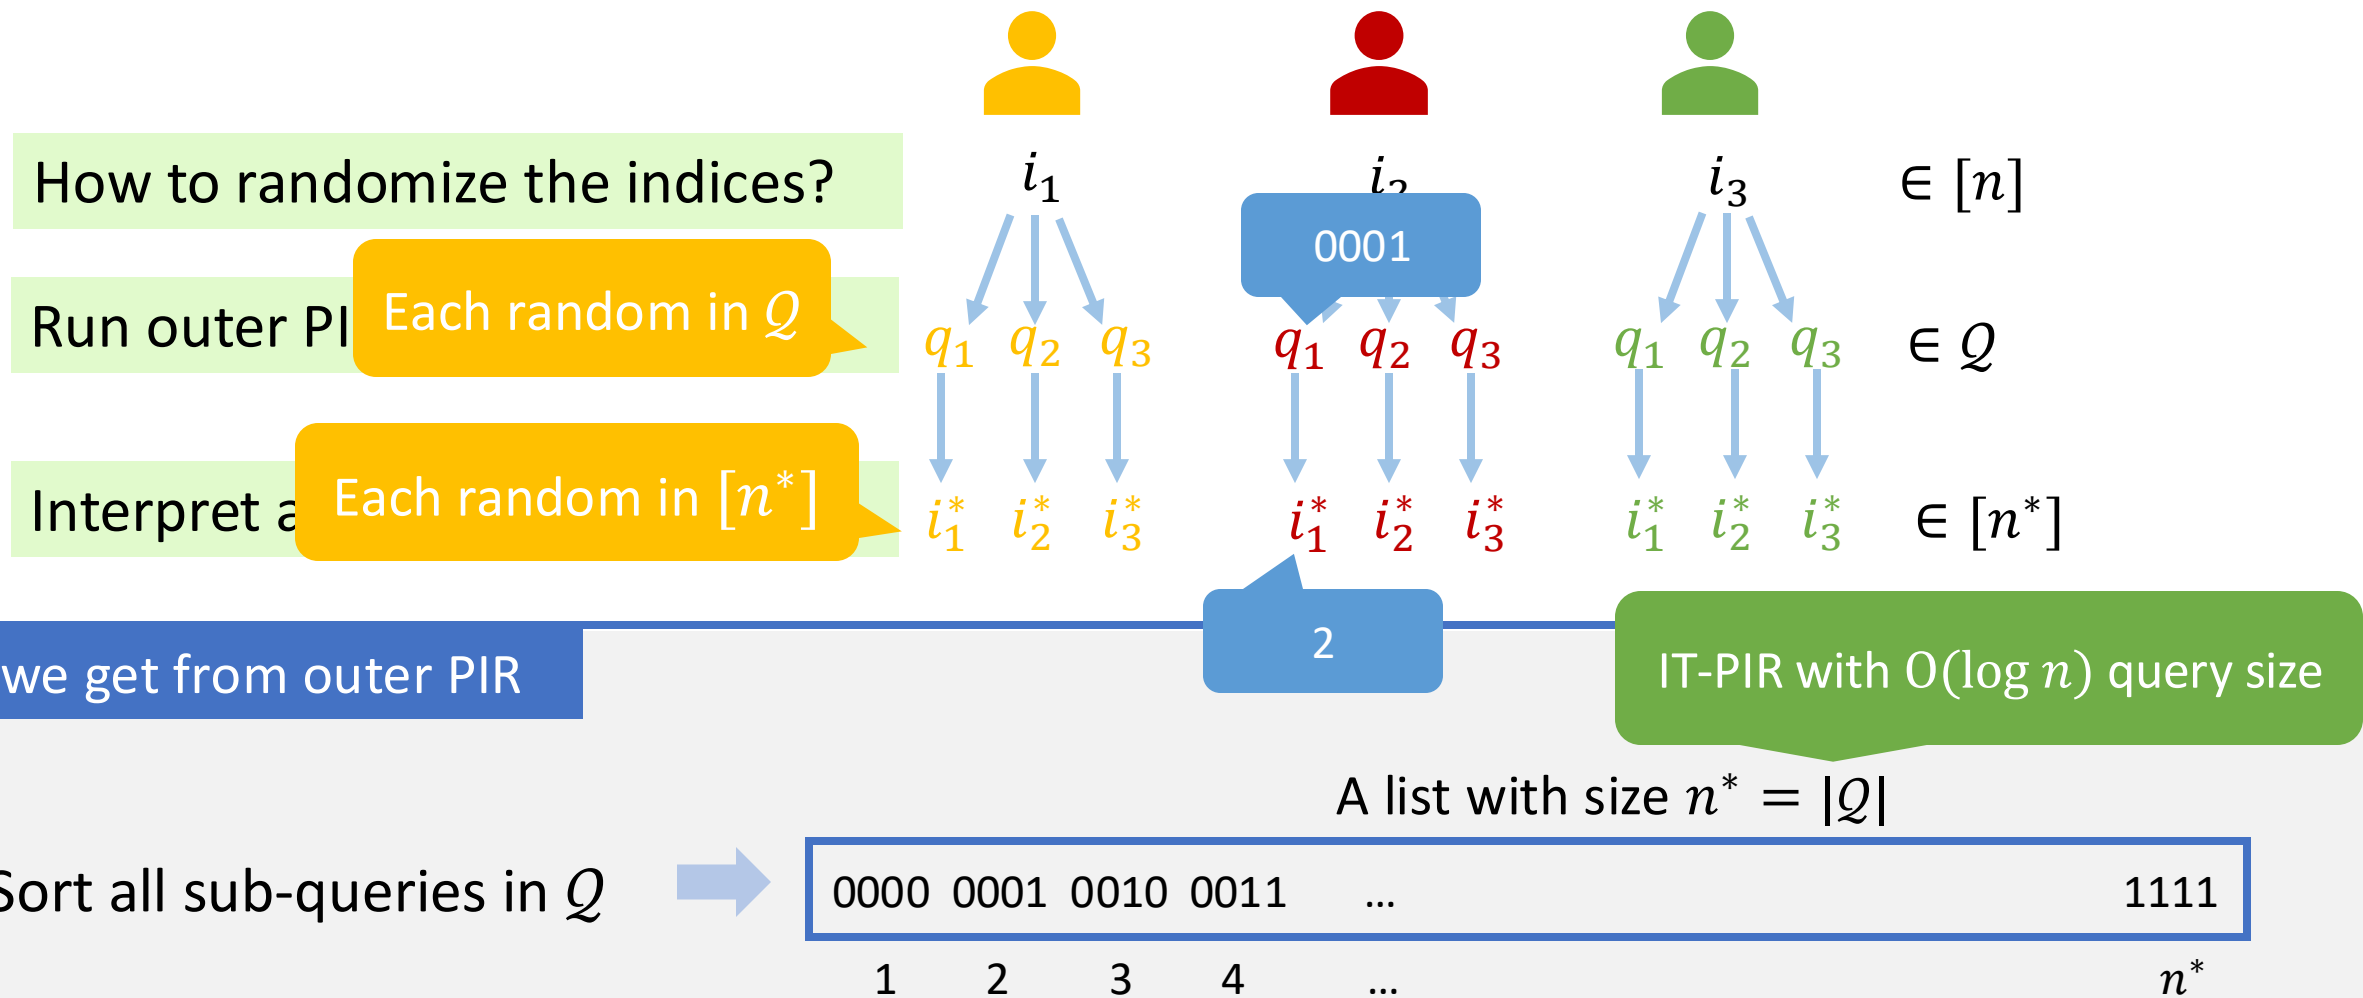 How to randomize the indices?
i₁ i₂ i₃ ∈ [n]
0001
Run outer PI
Each random in 𝒬
q₁ q₂ q₃ q₁ q₂ q₃ q₁ q₂ q₃ ∈ 𝒬
Interpret a
Each random in [n*]
i₁* i₂* i₃* i₁* i₂* i₃* i₁* i₂* i₃* ∈ [n*]
2
we get from outer PIR
IT-PIR with O(log n) query size
A list with size n* = |𝒬|
Sort all sub-queries in 𝒬
0000 0001 0010 0011 ... 1111
1 2 3 4 ... n*